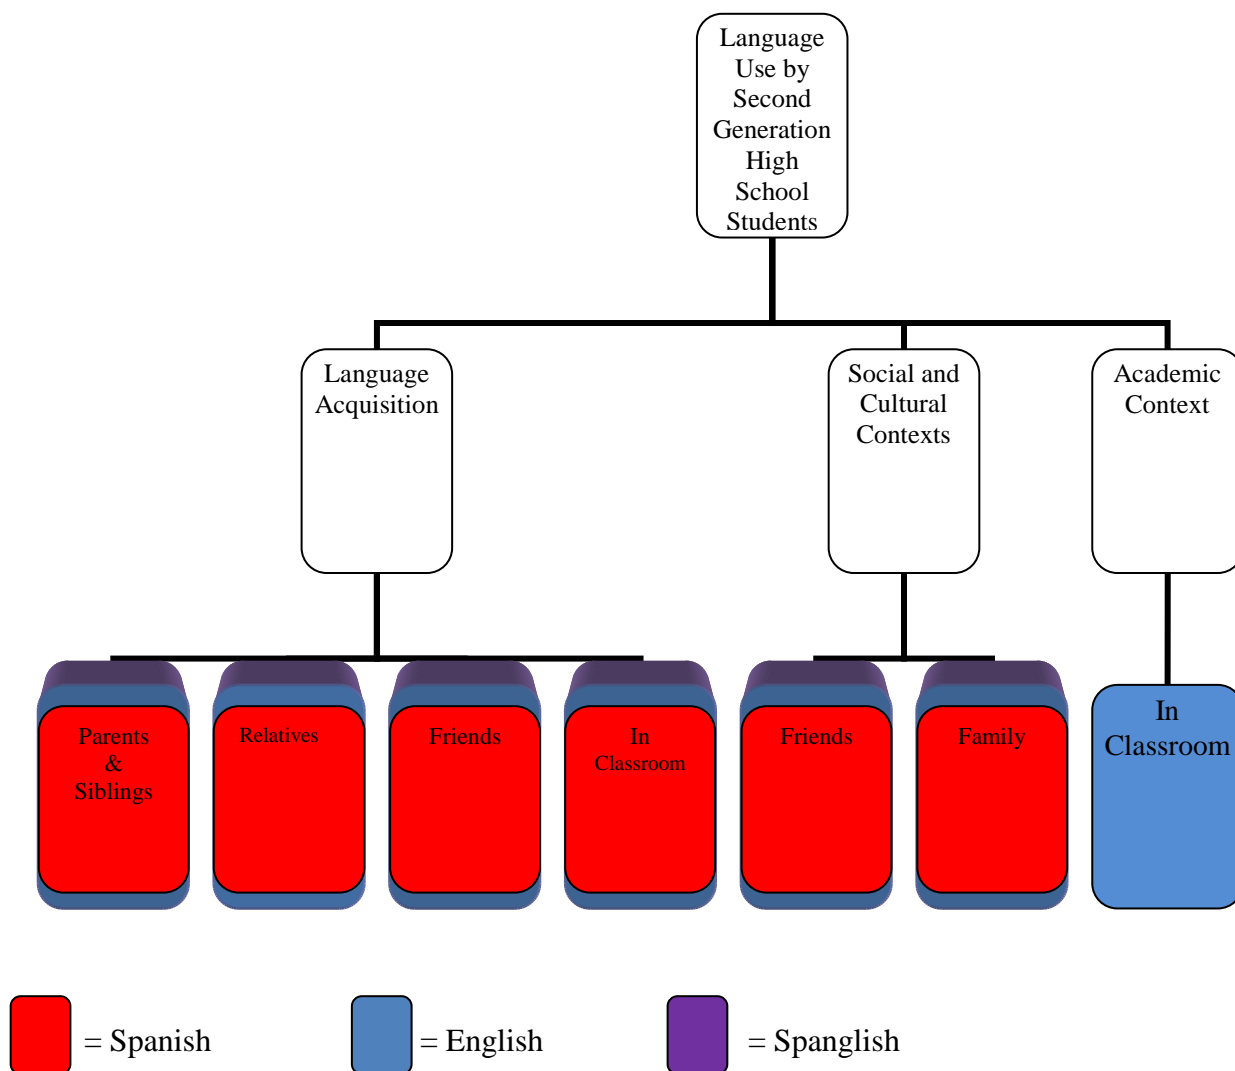 Language
Use by
Second
Generation
High
School
Students
Language
Acquisition
Social and
Cultural
Contexts
Academic
Context
Parents
&
Siblings
Relatives
Friends
In
Classroom
Friends
Family
In
Classroom
= Spanish
= English
= Spanglish